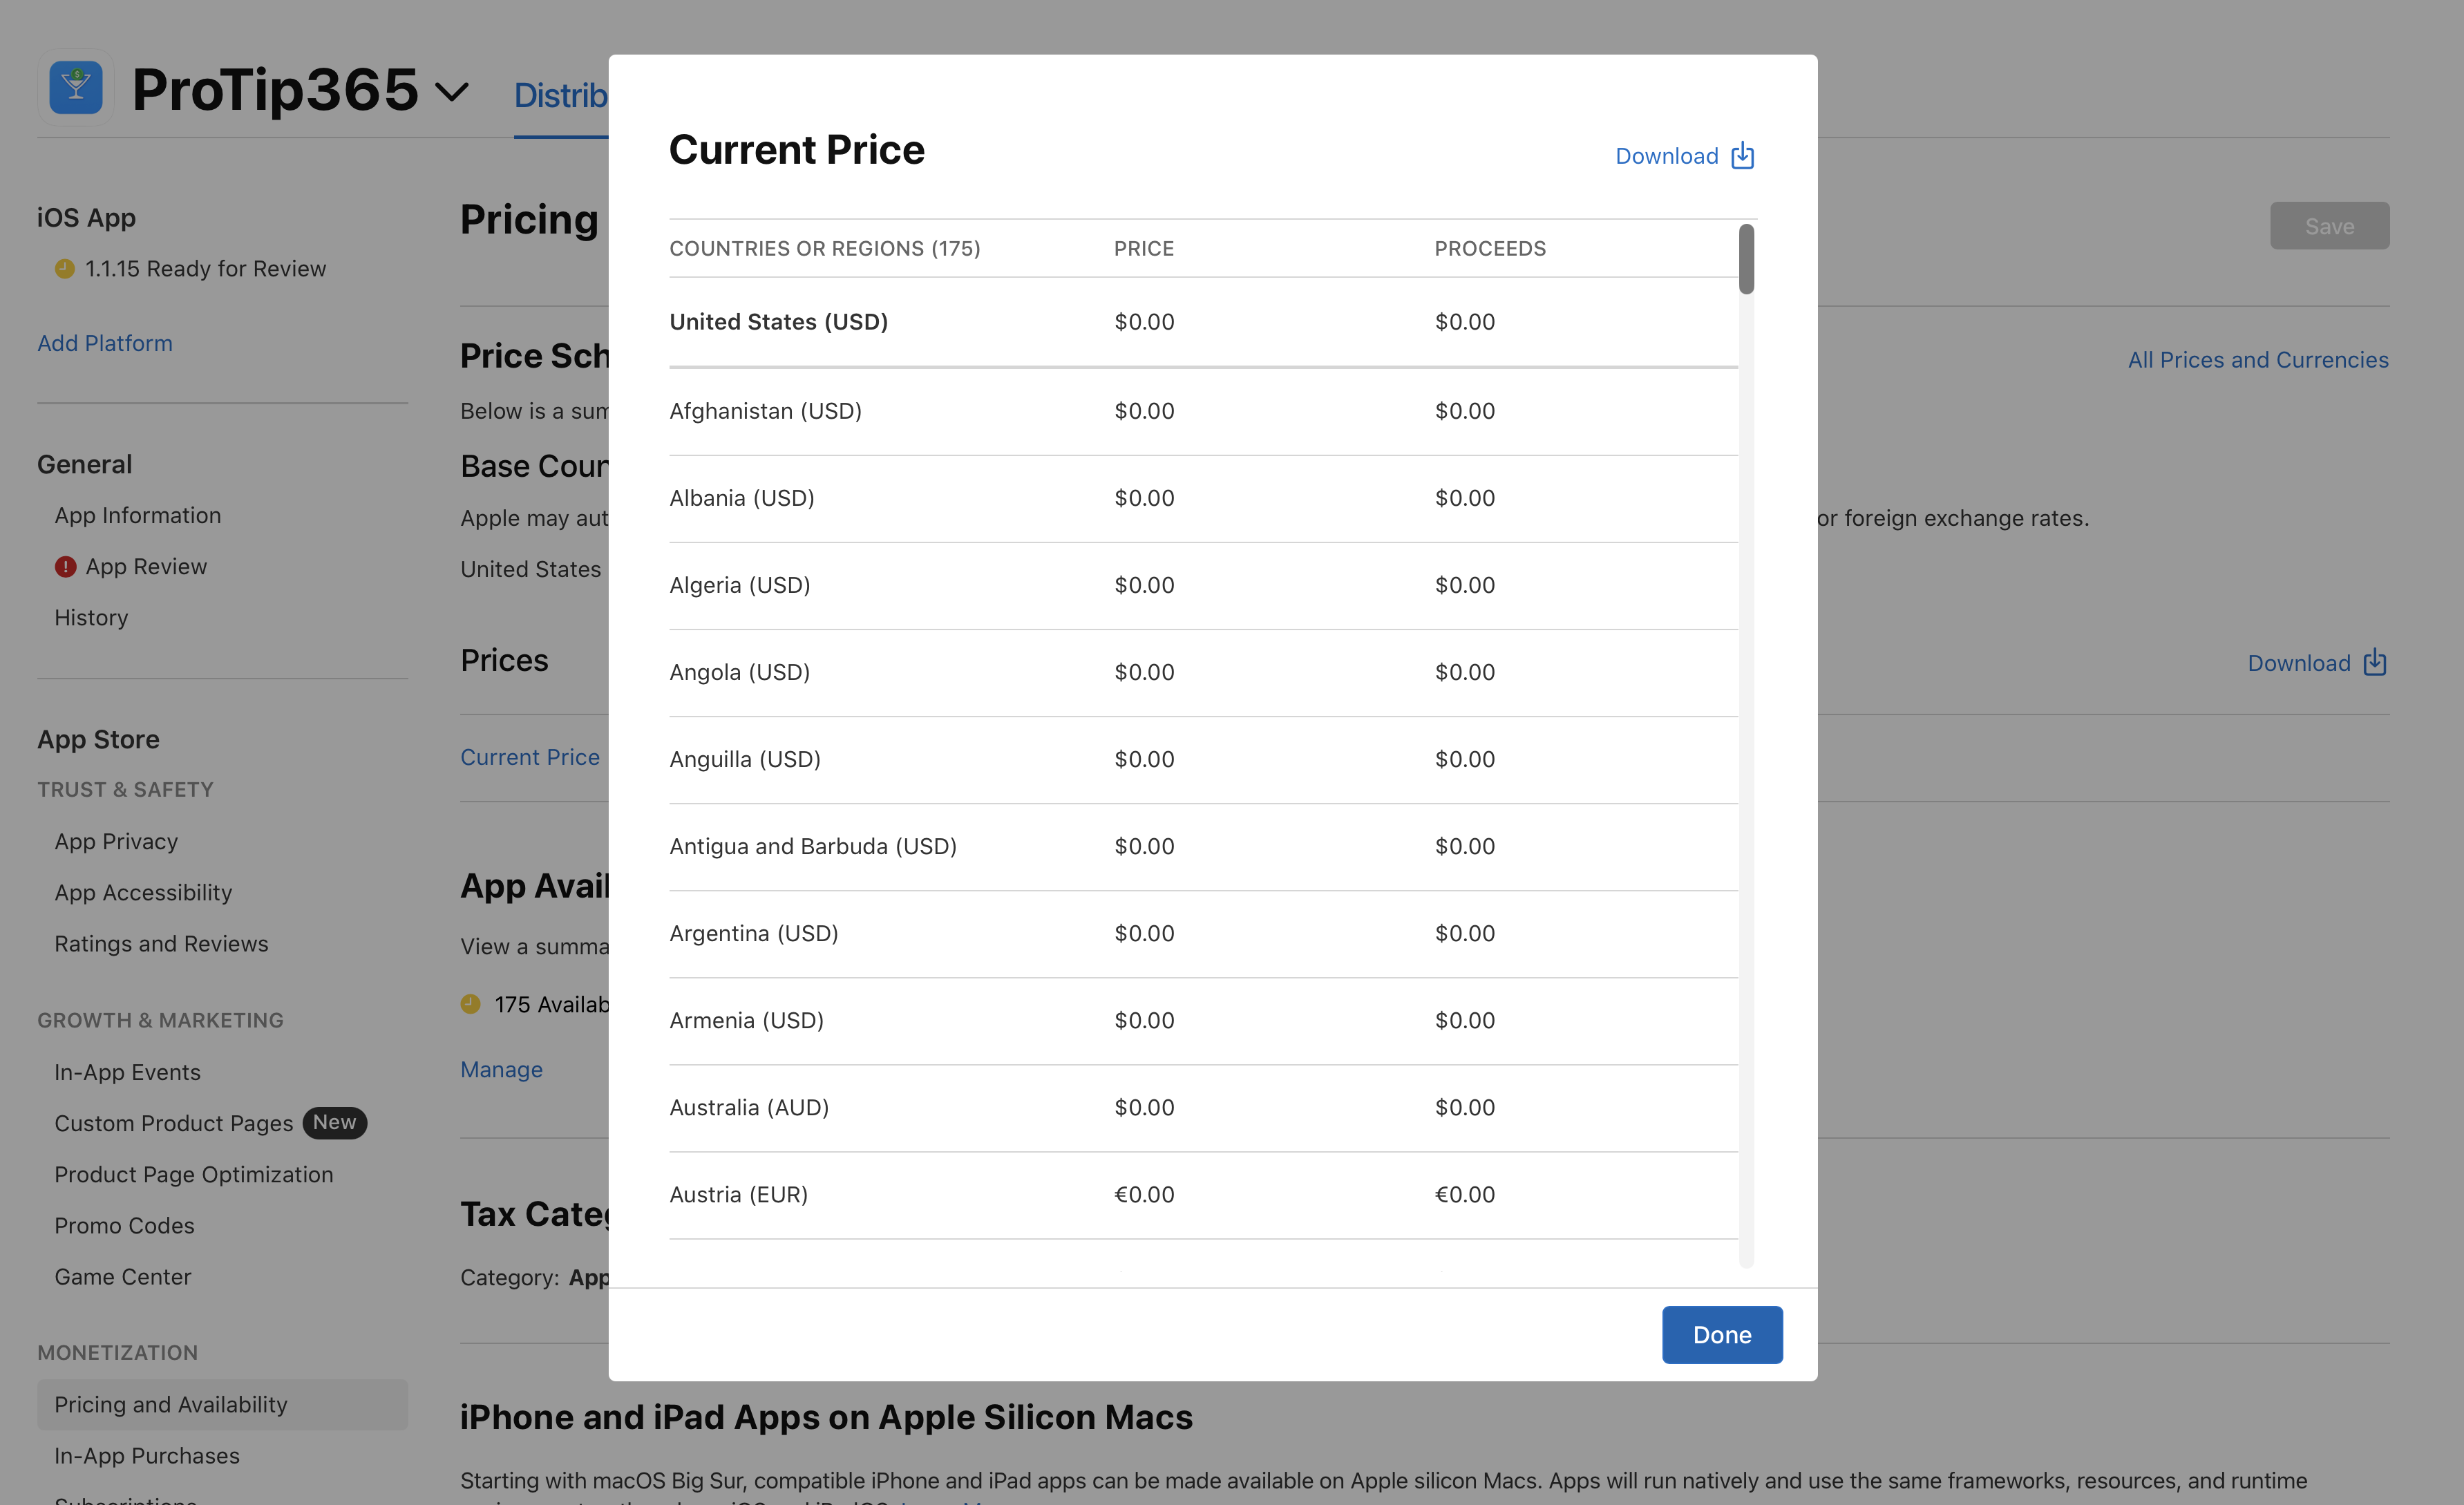 ProTip365
Distrib
iOS App
1.1.15 Ready for Review
Add Platform
General
App Information
App Review
History
App Store
TRUST & SAFETY
App Privacy
App Accessibility
Ratings and Reviews
GROWTH & MARKETING
In-App Events
Custom Product Pages New
Product Page Optimization
Promo Codes
Game Center
MONETIZATION
Pricing and Availability
In-App Purchases
Subscriptions
Pricing
Save
Price Sch
All Prices and Currencies
Below is a sum
Base Coun
Apple may aut
or foreign exchange rates.
United States
Prices
Download
Current Price
App Avail
View a summa
175 Availab
Manage
Tax Categ
Category: App
iPhone and iPad Apps on Apple Silicon Macs
Starting with macOS Big Sur, compatible iPhone and iPad apps can be made available on Apple silicon Macs. Apps will run natively and use the same frameworks, resources, and runtime
Current Price
Download
COUNTRIES OR REGIONS (175) PRICE PROCEEDS
United States (USD) $0.00 $0.00
Afghanistan (USD) $0.00 $0.00
Albania (USD) $0.00 $0.00
Algeria (USD) $0.00 $0.00
Angola (USD) $0.00 $0.00
Anguilla (USD) $0.00 $0.00
Antigua and Barbuda (USD) $0.00 $0.00
Argentina (USD) $0.00 $0.00
Armenia (USD) $0.00 $0.00
Australia (AUD) $0.00 $0.00
Austria (EUR) €0.00 €0.00
Done